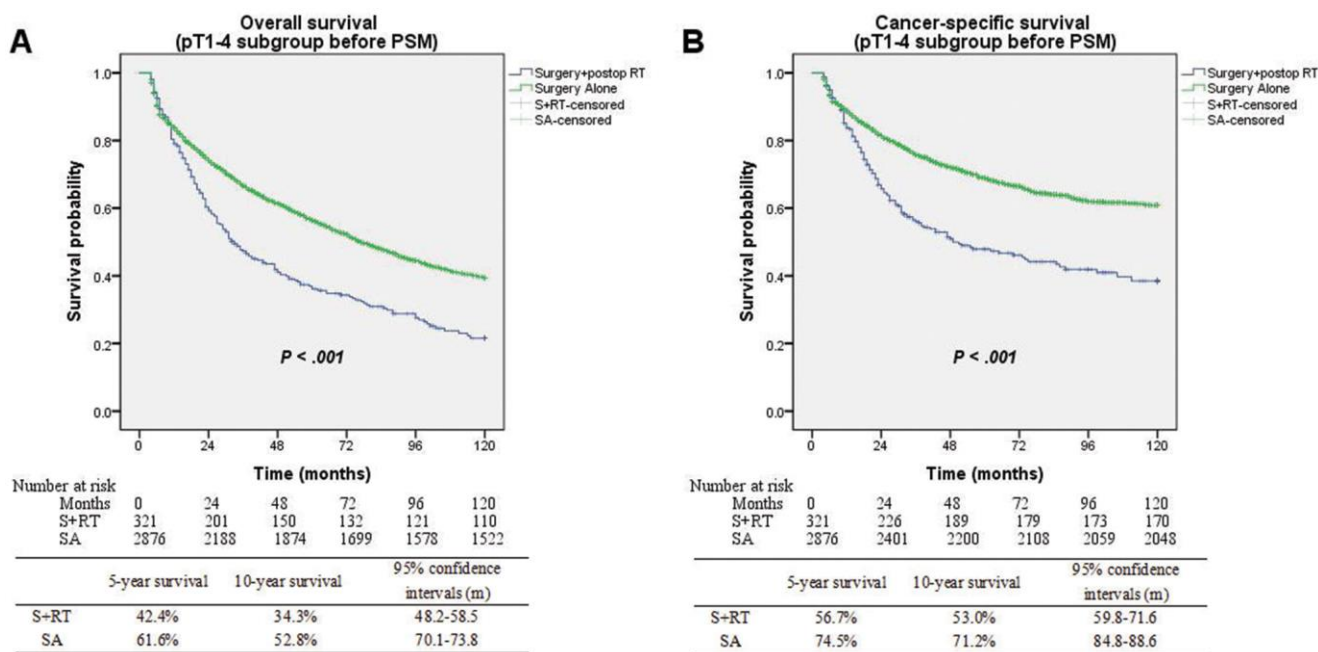 A
Overall survival
(pT1-4 subgroup before PSM)
Surgery+postop RT
Surgery Alone
S+RT-censored
SA-censored
Survival probability
1.0
0.8
0.6
0.4
0.2
0.0
P < .001
0 24 48 72 96 120
Time (months)
Number at risk
Months 0 24 48 72 96 120
S+RT 321 201 150 132 121 110
SA 2876 2188 1874 1699 1578 1522
5-year survival 10-year survival 95% confidence
intervals (m)
S+RT 42.4% 34.3% 48.2-58.5
SA 61.6% 52.8% 70.1-73.8
B
Cancer-specific survival
(pT1-4 subgroup before PSM)
Surgery+postop RT
Surgery Alone
S+RT-censored
SA-censored
Survival probability
1.0
0.8
0.6
0.4
0.2
0.0
P < .001
0 24 48 72 96 120
Time (months)
Number at risk
Months 0 24 48 72 96 120
S+RT 321 226 189 179 173 170
SA 2876 2401 2200 2108 2059 2048
5-year survival 10-year survival 95% confidence
intervals (m)
S+RT 56.7% 53.0% 59.8-71.6
SA 74.5% 71.2% 84.8-88.6